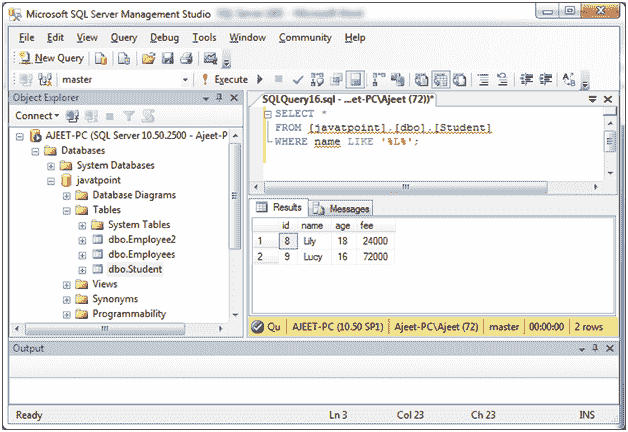 Microsoft SQL Server Management Studio
File Edit View Query Debug Tools Window Community Help
New Query
master Execute
Object Explorer
Connect
AJEET-PC (SQL Server 10.50.2500 - Ajeet-P
Databases
System Databases
javatpoint
Database Diagrams
Tables
System Tables
dbo.Employee2
dbo.Employees
dbo.Student
Views
Synonyms
Programmability
SQLQuery16.sql - ...et-PC\Ajeet (72))*
SELECT *
FROM [javatpoint].[dbo].[Student]
WHERE name LIKE '%L%';
Results Messages
id name age fee
1 8 Lily 18 24000
2 9 Lucy 16 72000
Qu AJEET-PC (10.50 SP1) Ajeet-PC\Ajeet (72) master 00:00:00 2 rows
Output
Ready Ln 3 Col 23 Ch 23 INS